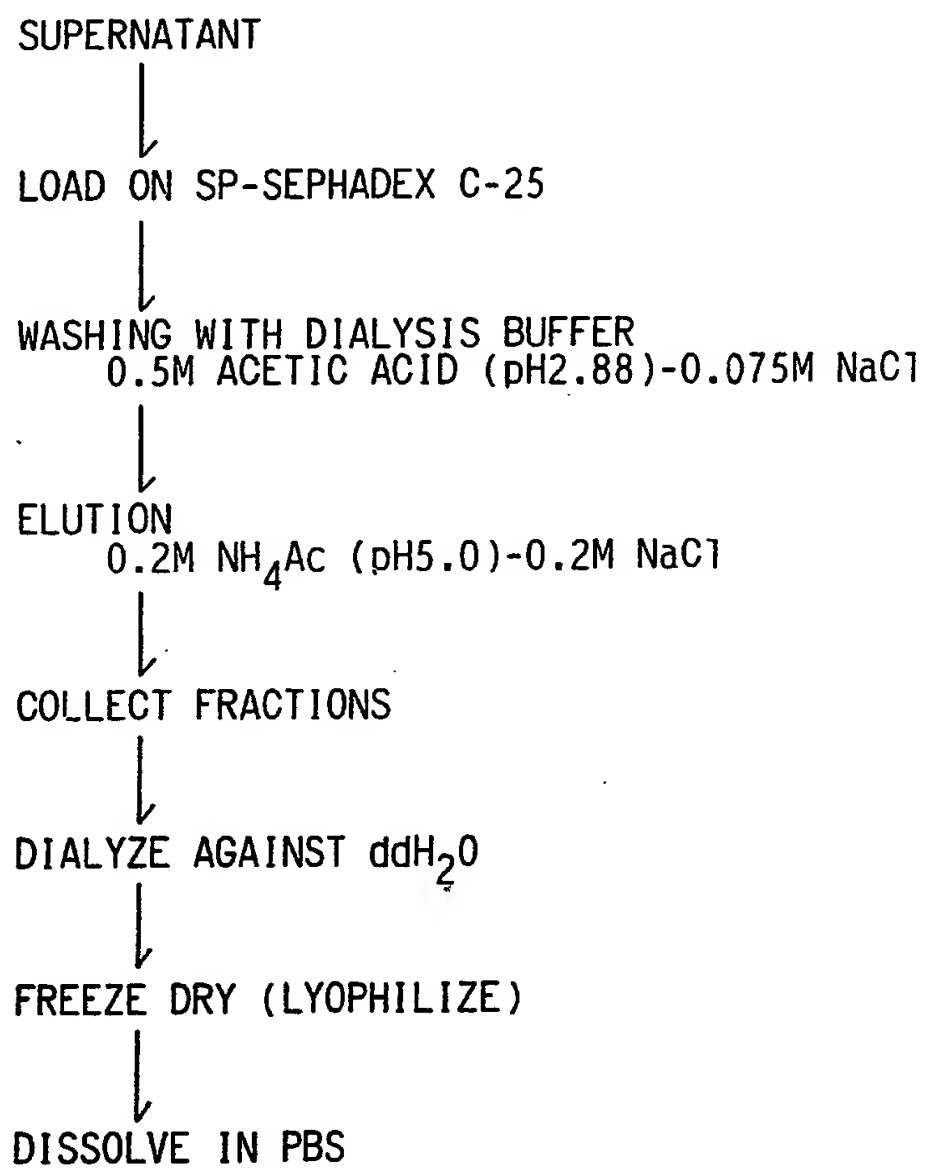 SUPERNATANT
LOAD ON SP-SEPHADEX C-25
WASHING WITH DIALYSIS BUFFER
0.5M ACETIC ACID (pH2.88)-0.075M NaCl
ELUTION
0.2M NH4Ac (pH5.0)-0.2M NaCl
COLLECT FRACTIONS
DIALYZE AGAINST ddH2O
FREEZE DRY (LYOPHILIZE)
DISSOLVE IN PBS